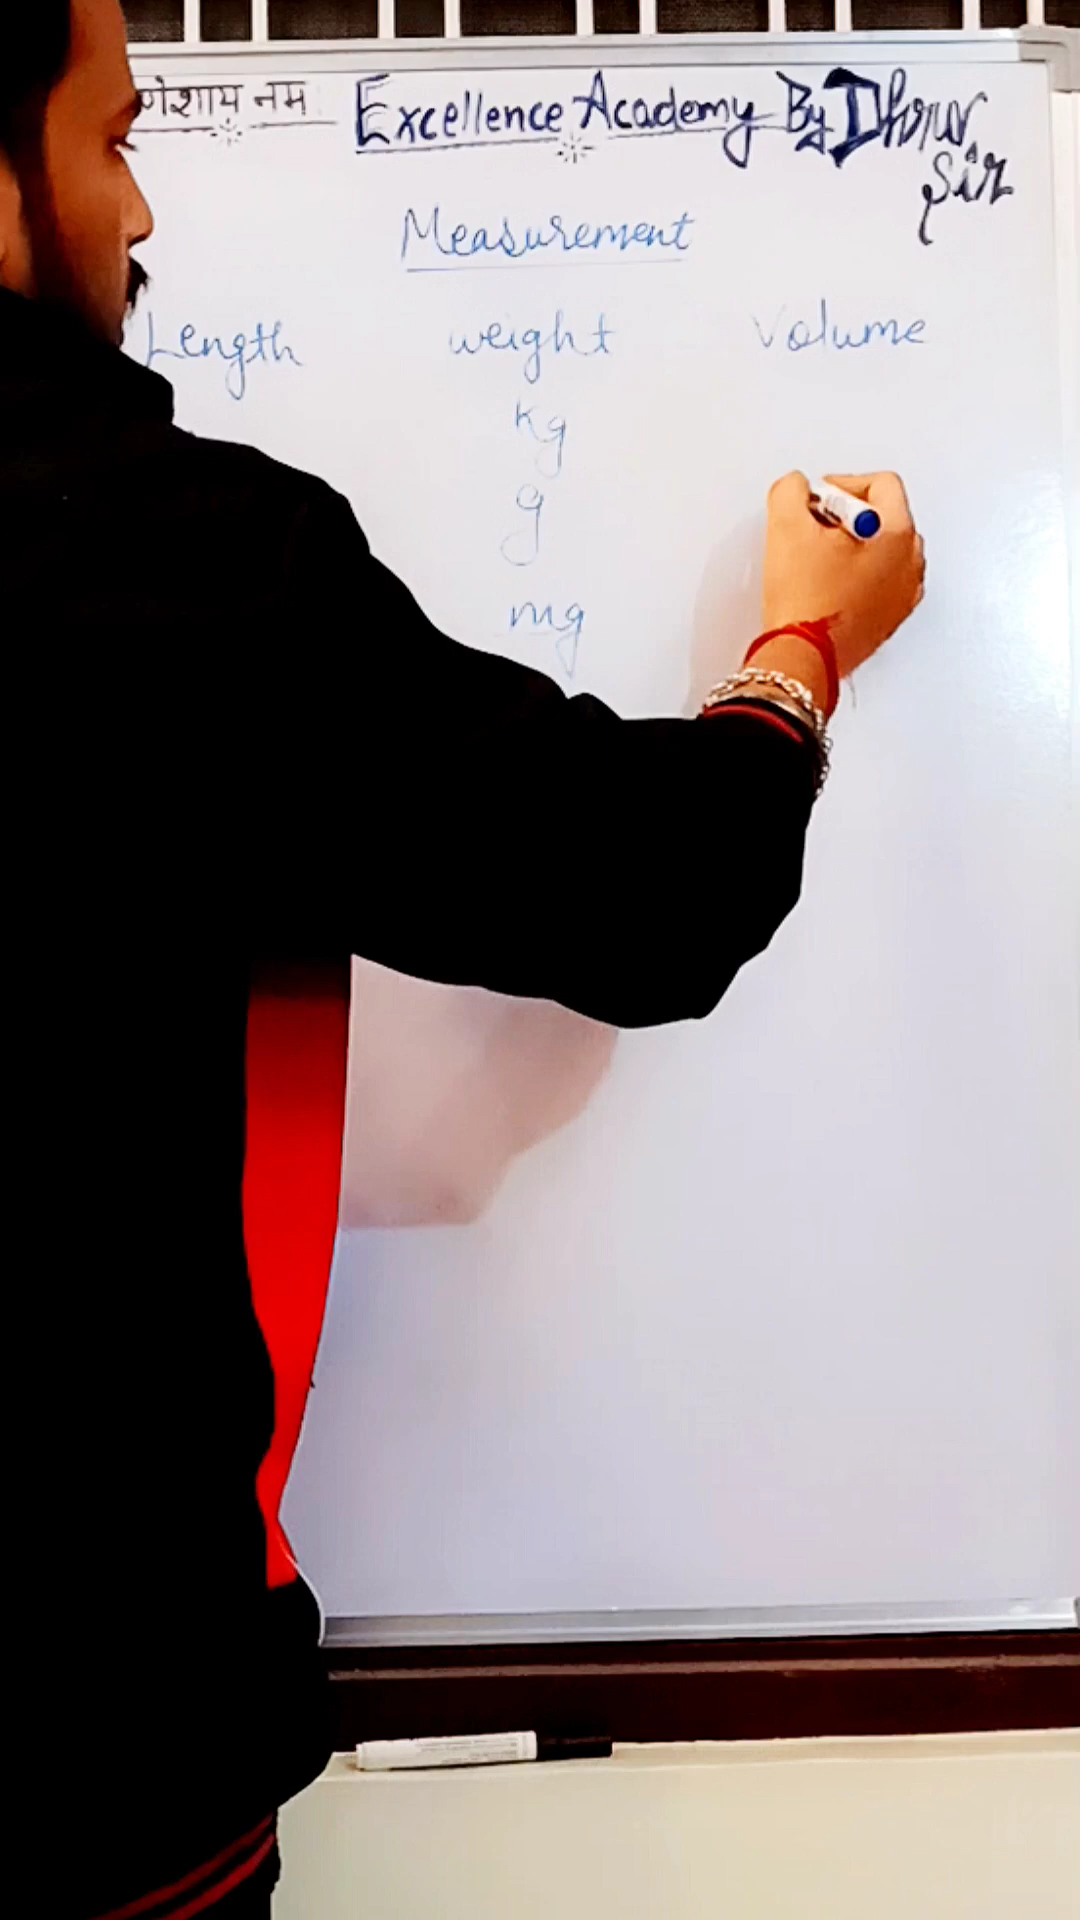 णेशाय नम Excellence Academy By Dhruv Sir
Measurement
Length weight Volume
kg
g
mg